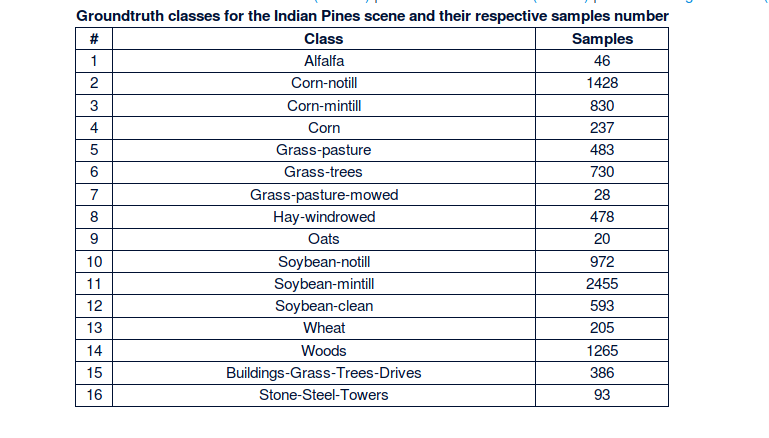 Groundtruth classes for the Indian Pines scene and their respective samples number
# Class Samples
1 Alfalfa 46
2 Corn-notill 1428
3 Corn-mintill 830
4 Corn 237
5 Grass-pasture 483
6 Grass-trees 730
7 Grass-pasture-mowed 28
8 Hay-windrowed 478
9 Oats 20
10 Soybean-notill 972
11 Soybean-mintill 2455
12 Soybean-clean 593
13 Wheat 205
14 Woods 1265
15 Buildings-Grass-Trees-Drives 386
16 Stone-Steel-Towers 93